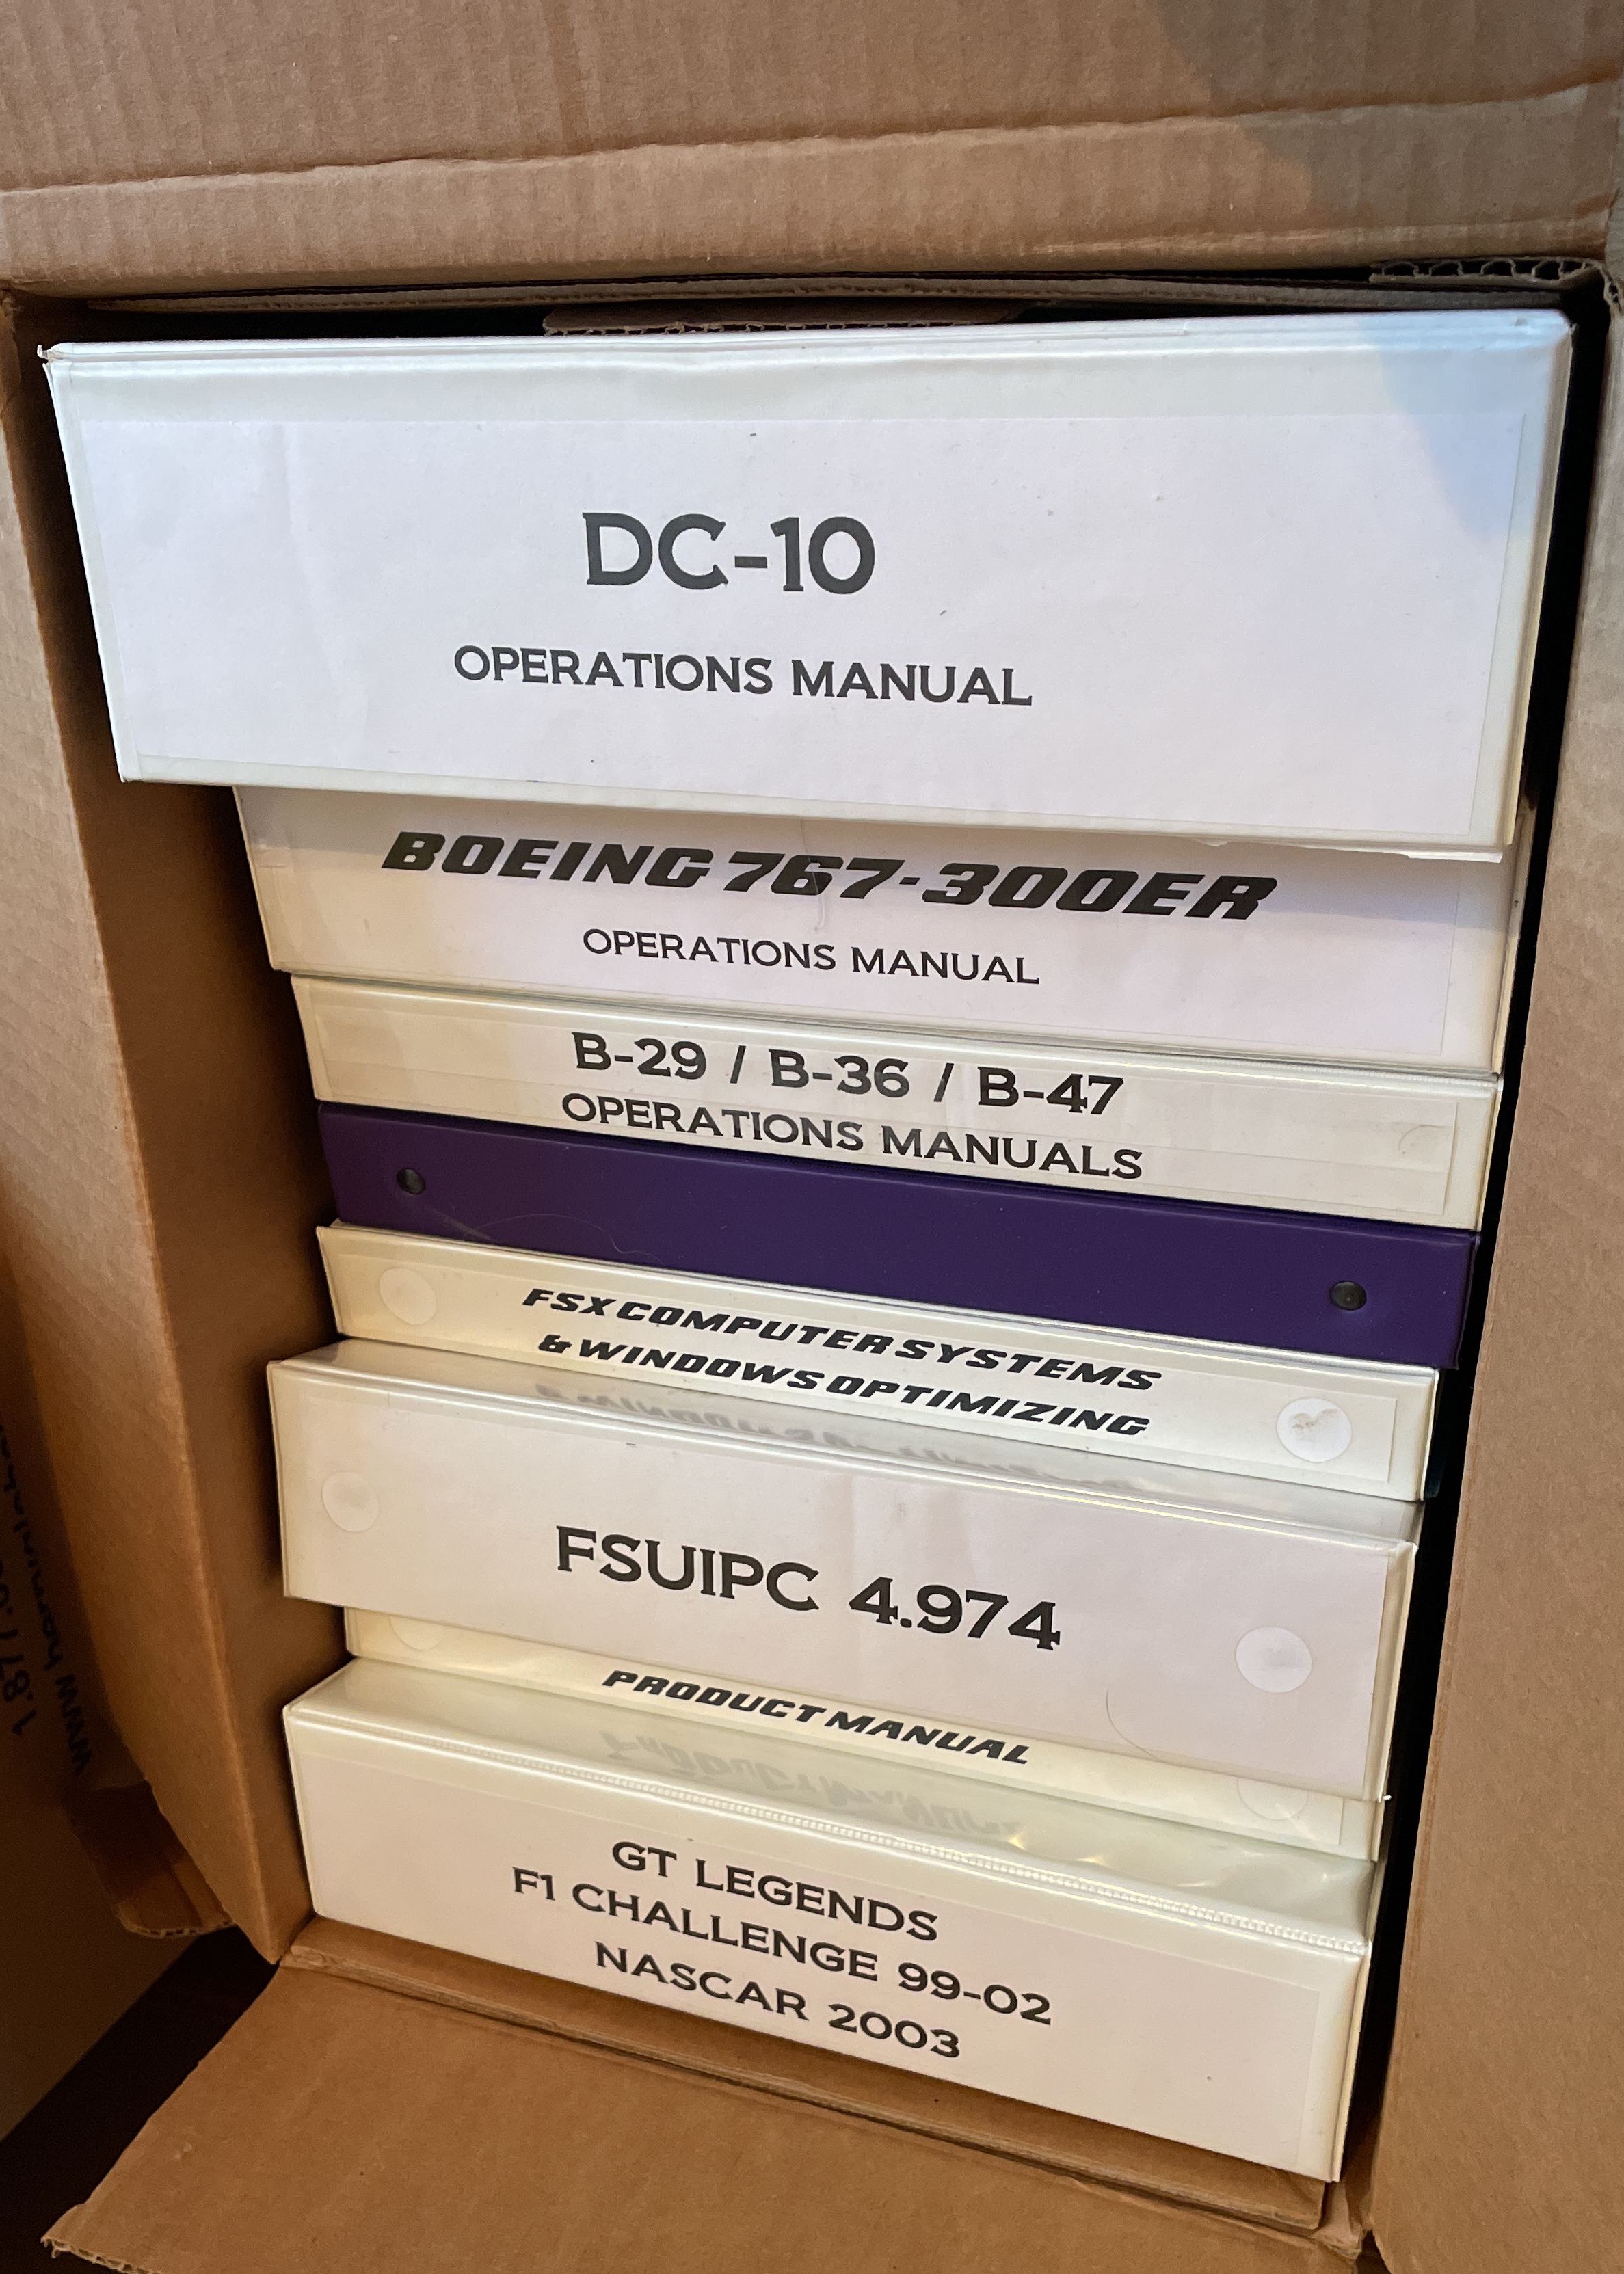 DC-10
OPERATIONS MANUAL
BOEING 767-300ER
OPERATIONS MANUAL
B-29 / B-36 / B-47
OPERATIONS MANUALS
FSX COMPUTER SYSTEMS
& WINDOWS OPTIMIZING
FSUIPC 4.974
PRODUCT MANUAL
GT LEGENDS
F1 CHALLENGE 99-02
NASCAR 2003